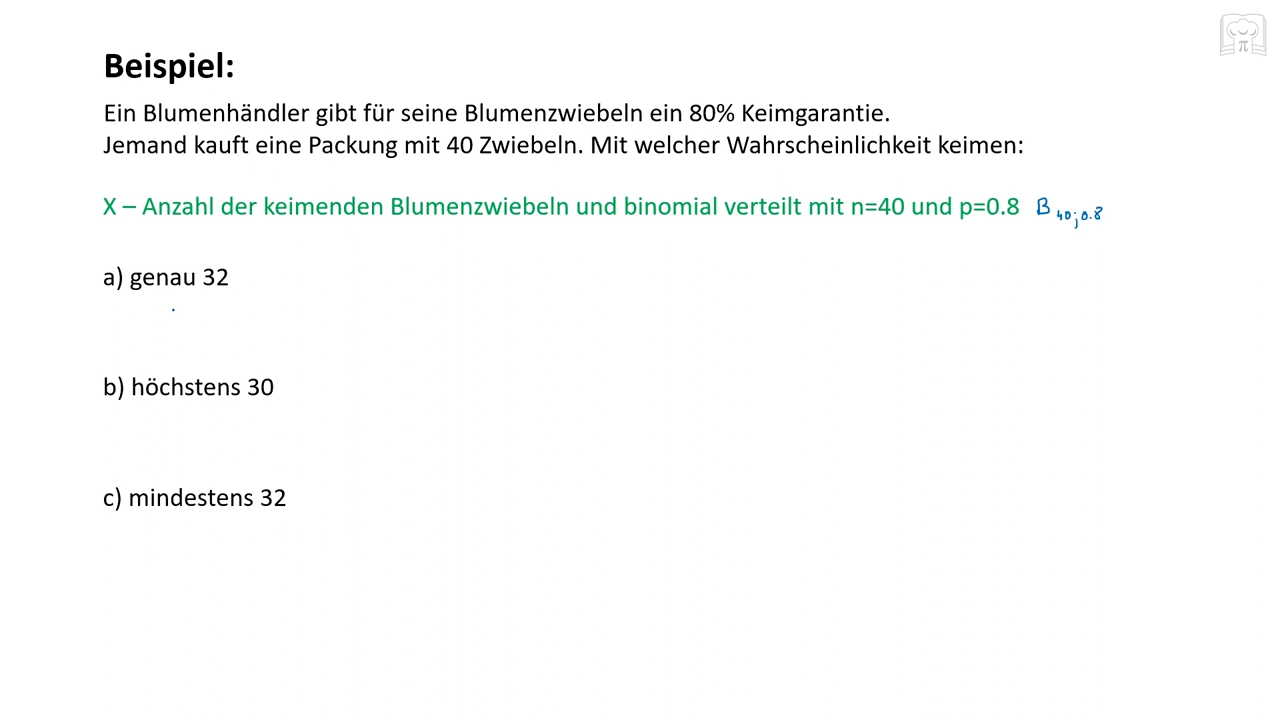 Beispiel:
Ein Blumenhändler gibt für seine Blumenzwiebeln ein 80% Keimgarantie.
Jemand kauft eine Packung mit 40 Zwiebeln. Mit welcher Wahrscheinlichkeit keimen:
X – Anzahl der keimenden Blumenzwiebeln und binomial verteilt mit n=40 und p=0.8 B 40;0.8
a) genau 32
b) höchstens 30
c) mindestens 32
π